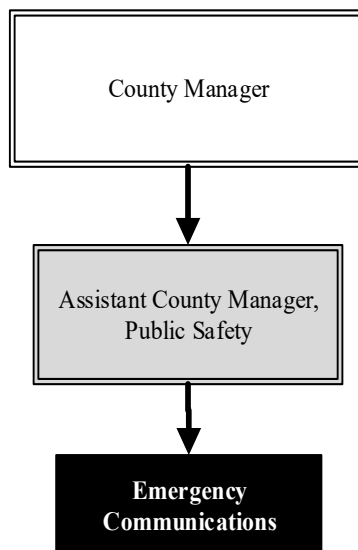 County Manager
Assistant County Manager,
Public Safety
Emergency
Communications